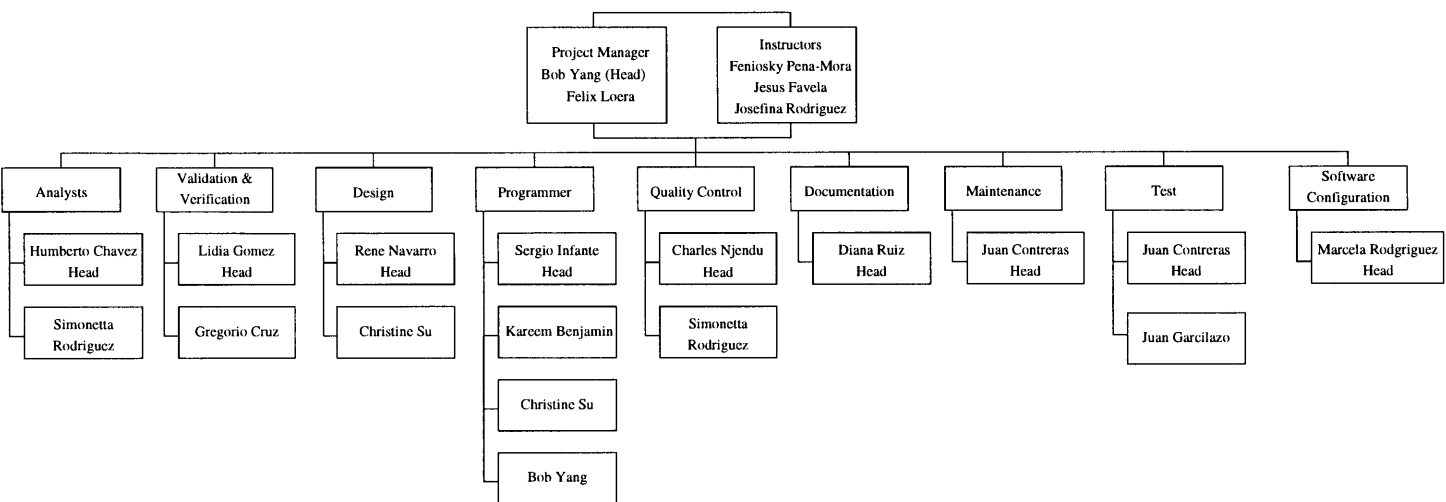 Project Manager
Bob Yang (Head)
Felix Loera
Instructors
Feniosky Pena-Mora
Jesus Favela
Josefina Rodriguez
Analysts
Validation &
Verification
Design
Programmer
Quality Control
Documentation
Maintenance
Test
Software
Configuration
Humberto Chavez
Head
Lidia Gomez
Head
Rene Navarro
Head
Sergio Infante
Head
Charles Njendu
Head
Diana Ruiz
Head
Juan Contreras
Head
Juan Contreras
Head
Marcela Rodgriguez
Head
Simonetta
Rodriguez
Gregorio Cruz
Christine Su
Kareem Benjamin
Simonetta
Rodriguez
Juan Garcilazo
Christine Su
Bob Yang